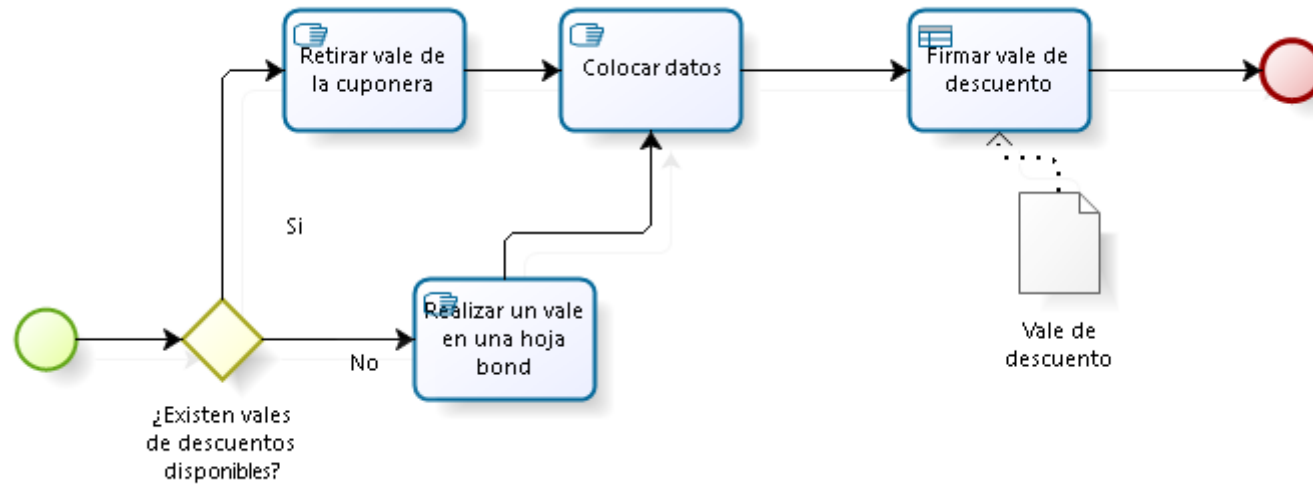 Retirar vale de
la cuponera
Colocar datos
Firmar vale de
descuento
Si
No
Realizar un vale
en una hoja
bond
¿Existen vales
de descuentos
disponibles?
Vale de
descuento